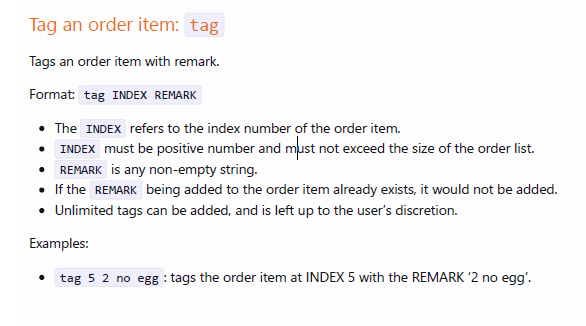 Tag an order item: tag
Tags an order item with remark.
Format: tag INDEX REMARK
• The INDEX refers to the index number of the order item.
• INDEX must be positive number and must not exceed the size of the order list.
• REMARK is any non-empty string.
• If the REMARK being added to the order item already exists, it would not be added.
• Unlimited tags can be added, and is left up to the user’s discretion.
Examples:
• tag 5 2 no egg : tags the order item at INDEX 5 with the REMARK ‘2 no egg’.